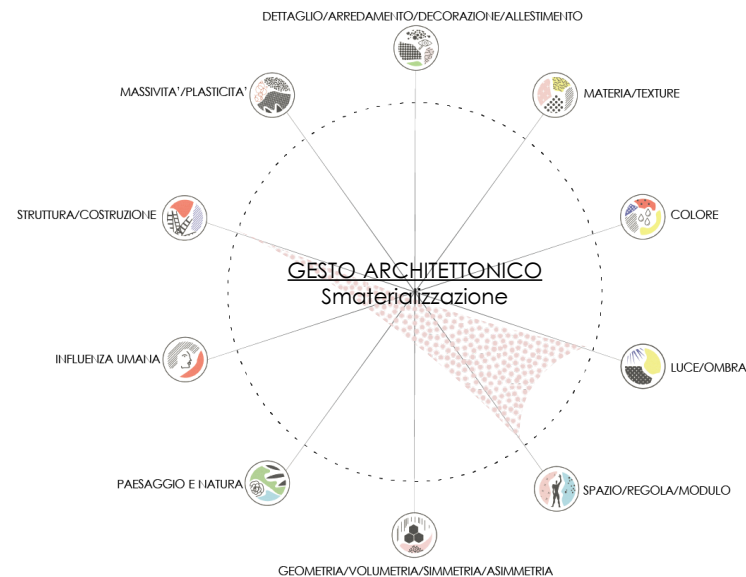 DETTAGLIO/ARREDAMENTO/DECORAZIONE/ALLESTIMENTO
MASSIVITA'/PLASTICITA'
MATERIA/TEXTURE
STRUTTURA/COSTRUZIONE
COLORE
GESTO ARCHITETTONICO
Smaterializzazione
INFLUENZA UMANA
LUCE/OMBRA
PAESAGGIO E NATURA
SPAZIO/REGOLA/MODULO
GEOMETRIA/VOLUMETRIA/SIMMETRIA/ASIMMETRIA